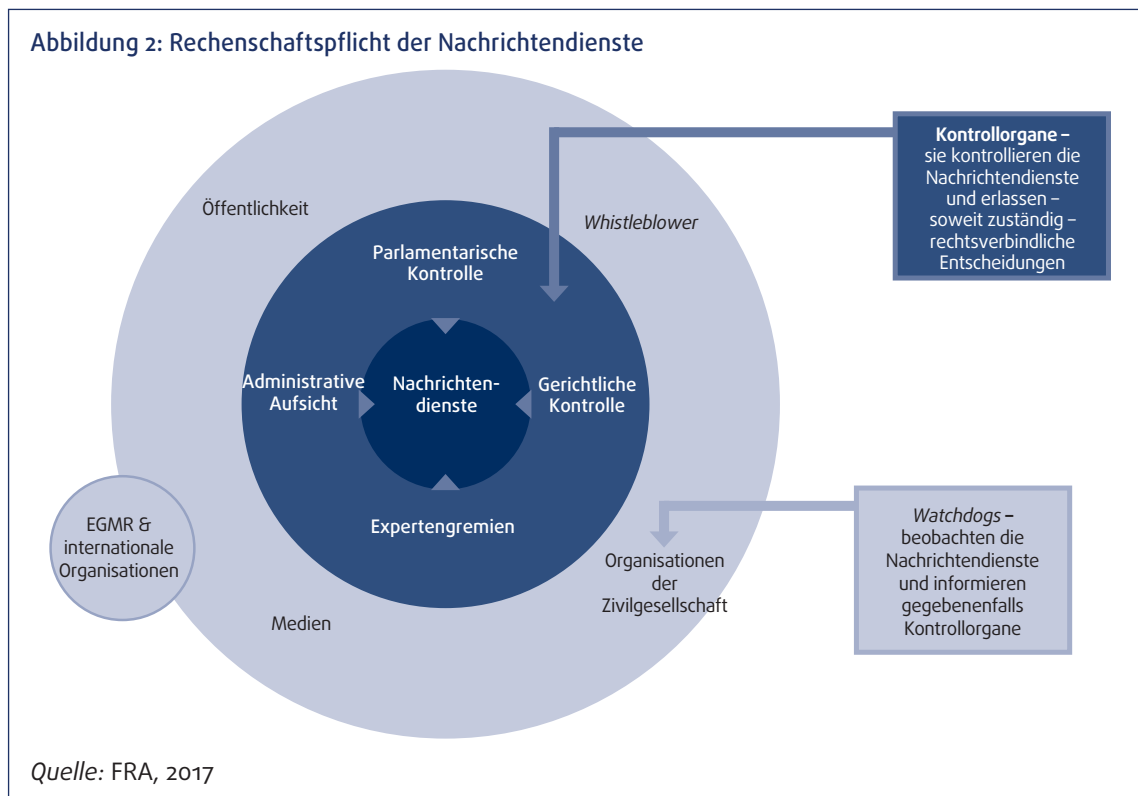 Abbildung 2: Rechenschaftspflicht der Nachrichtendienste
Öffentlichkeit
Whistleblower
Parlamentarische
Kontrolle
Administrative
Aufsicht
Nachrichten-
dienste
Gerichtliche
Kontrolle
Expertengremien
EGMR &
internationale
Organisationen
Medien
Organisationen
der
Zivilgesellschaft
Kontrollorgane –
sie kontrollieren die
Nachrichtendienste
und erlassen –
soweit zuständig –
rechtsverbindliche
Entscheidungen
Watchdogs –
beobachten die
Nachrichtendienste
und informieren
gegebenenfalls
Kontrollorgane
Quelle: FRA, 2017